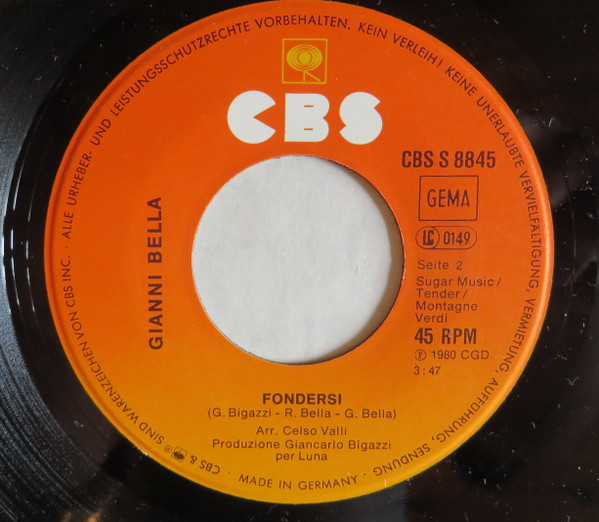 ALLE URHEBER- UND LEISTUNGSSCHUTZRECHTE VORBEHALTEN. KEIN VERLEIH! KEINE UNERLAUBTE VERVIELFÄLTIGUNG, VERMIETUNG, AUFFÜHRUNG, SENDUNG
CBS & SIND WARENZEICHEN VON CBS INC. ·
CBS
GIANNI BELLA
CBS S 8845
GEMA
LC 0149
Seite 2
Sugar Music/
Tender/
Montagne
Verdi
45 RPM
℗ 1980 CGD
3:47
FONDERSI
(G. Bigazzi - R. Bella - G. Bella)
Arr. Celso Valli
Produzione Giancarlo Bigazzi
per Luna
· MADE IN GERMANY ·